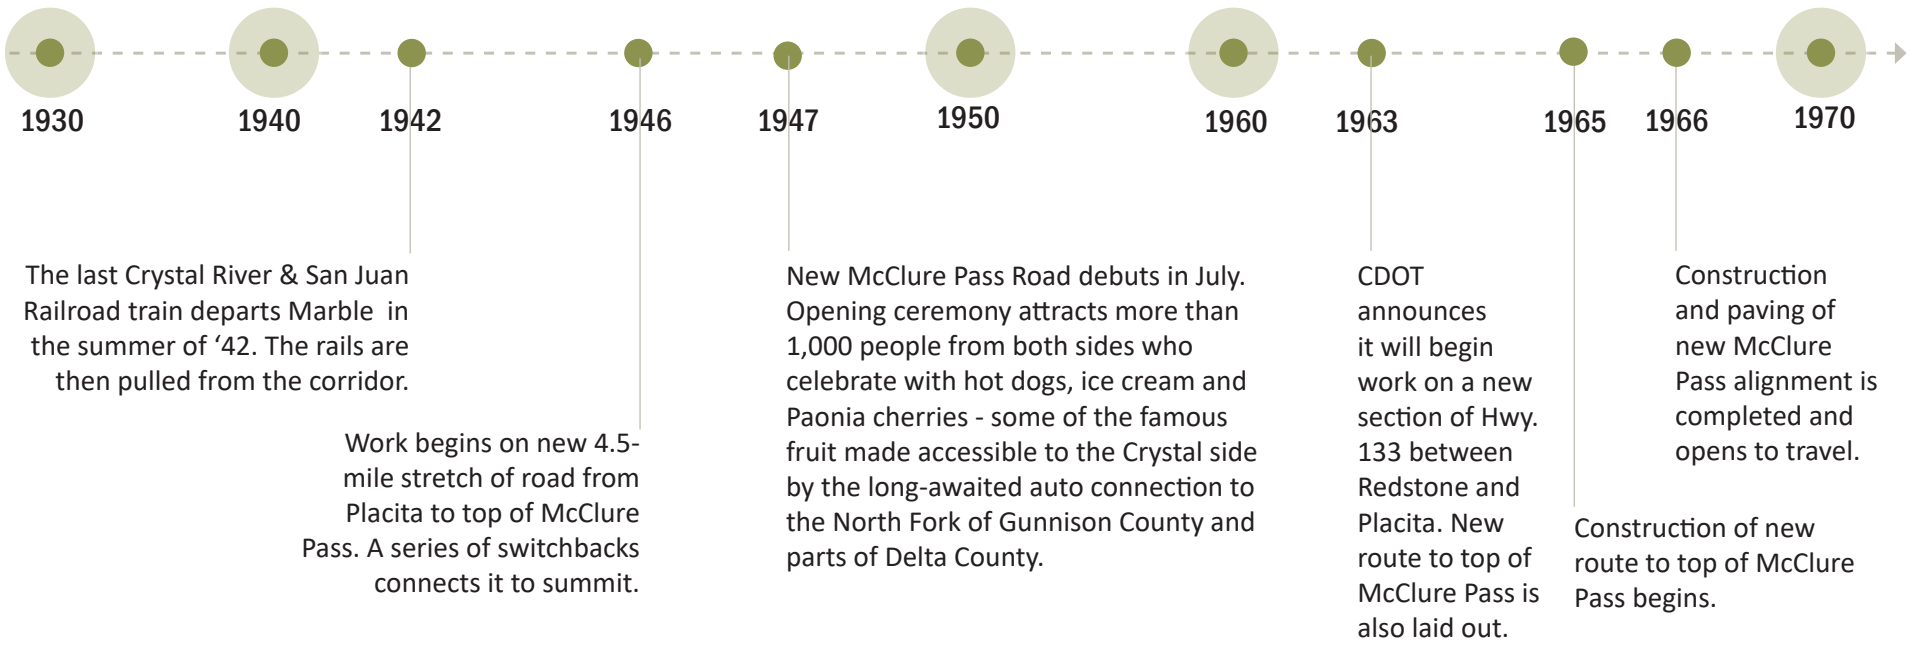 1930
1940
1942
1946
1947
1950
1960
1963
1965
1966
1970
The last Crystal River & San Juan
Railroad train departs Marble in
the summer of ‘42. The rails are
then pulled from the corridor.
Work begins on new 4.5-
mile stretch of road from
Placita to top of McClure
Pass. A series of switchbacks
connects it to summit.
New McClure Pass Road debuts in July.
Opening ceremony attracts more than
1,000 people from both sides who
celebrate with hot dogs, ice cream and
Paonia cherries - some of the famous
fruit made accessible to the Crystal side
by the long-awaited auto connection to
the North Fork of Gunnison County and
parts of Delta County.
CDOT
announces
it will begin
work on a new
section of Hwy.
133 between
Redstone and
Placita. New
route to top of
McClure Pass is
also laid out.
Construction of new
route to top of McClure
Pass begins.
Construction
and paving of
new McClure
Pass alignment is
completed and
opens to travel.